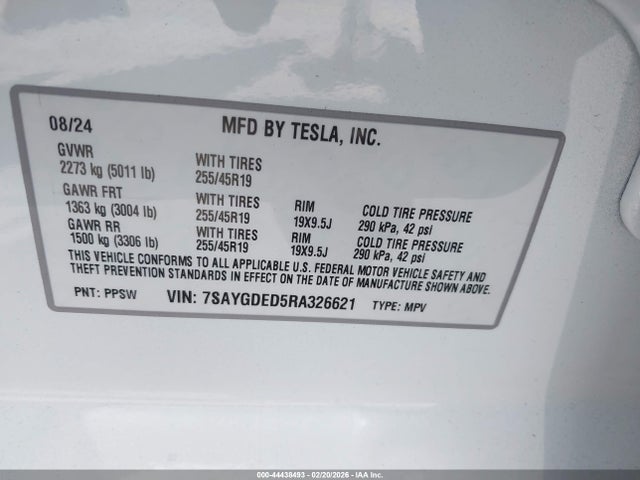 08/24 MFD BY TESLA, INC.
GVWR
2273 kg (5011 lb) WITH TIRES 255/45R19
GAWR FRT
1363 kg (3004 lb) WITH TIRES 255/45R19 RIM 19X9.5J COLD TIRE PRESSURE 290 kPa, 42 psi
GAWR RR
1500 kg (3306 lb) WITH TIRES 255/45R19 RIM 19X9.5J COLD TIRE PRESSURE 290 kPa, 42 psi
THIS VEHICLE CONFORMS TO ALL APPLICABLE U.S. FEDERAL MOTOR VEHICLE SAFETY AND
THEFT PREVENTION STANDARDS IN EFFECT ON THE DATE OF MANUFACTURE SHOWN ABOVE.
PNT: PPSW VIN: 7SAYGDED5RA326621 TYPE: MPV
000-44438493 - 02/20/2026 - IAA Inc.